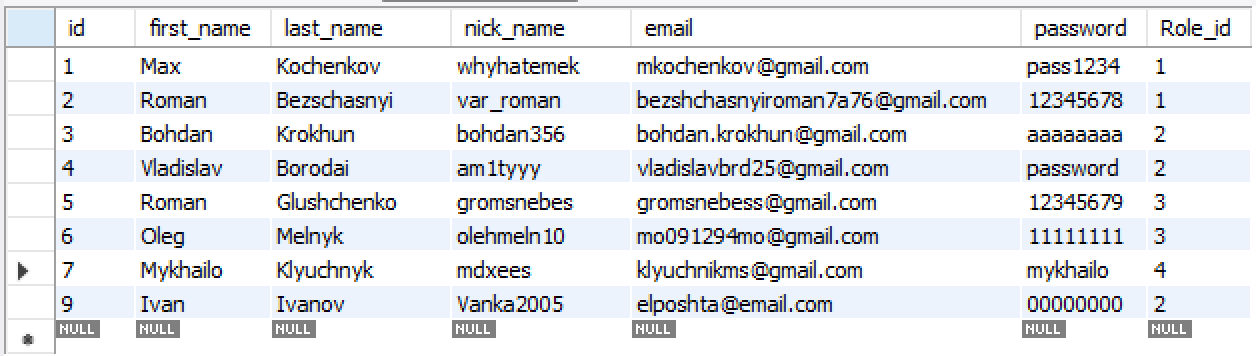 id first_name last_name nick_name email password Role_id
1 Max Kochenkov whyhatemek mkochenkov@gmail.com pass1234 1
2 Roman Bezschasnyi var_roman bezshchasnyiroman7a76@gmail.com 12345678 1
3 Bohdan Krokhun bohdan356 bohdan.krokhun@gmail.com aaaaaaaa 2
4 Vladislav Borodai am1tyyy vladislavbrd25@gmail.com password 2
5 Roman Glushchenko gromsnebes gromsnebess@gmail.com 12345679 3
6 Oleg Melnyk olehmeln10 mo091294mo@gmail.com 11111111 3
7 Mykhailo Klyuchnyk mdxees klyuchnikms@gmail.com mykhailo 4
9 Ivan Ivanov Vanka2005 elposhta@email.com 00000000 2
NULL NULL NULL NULL NULL NULL NULL